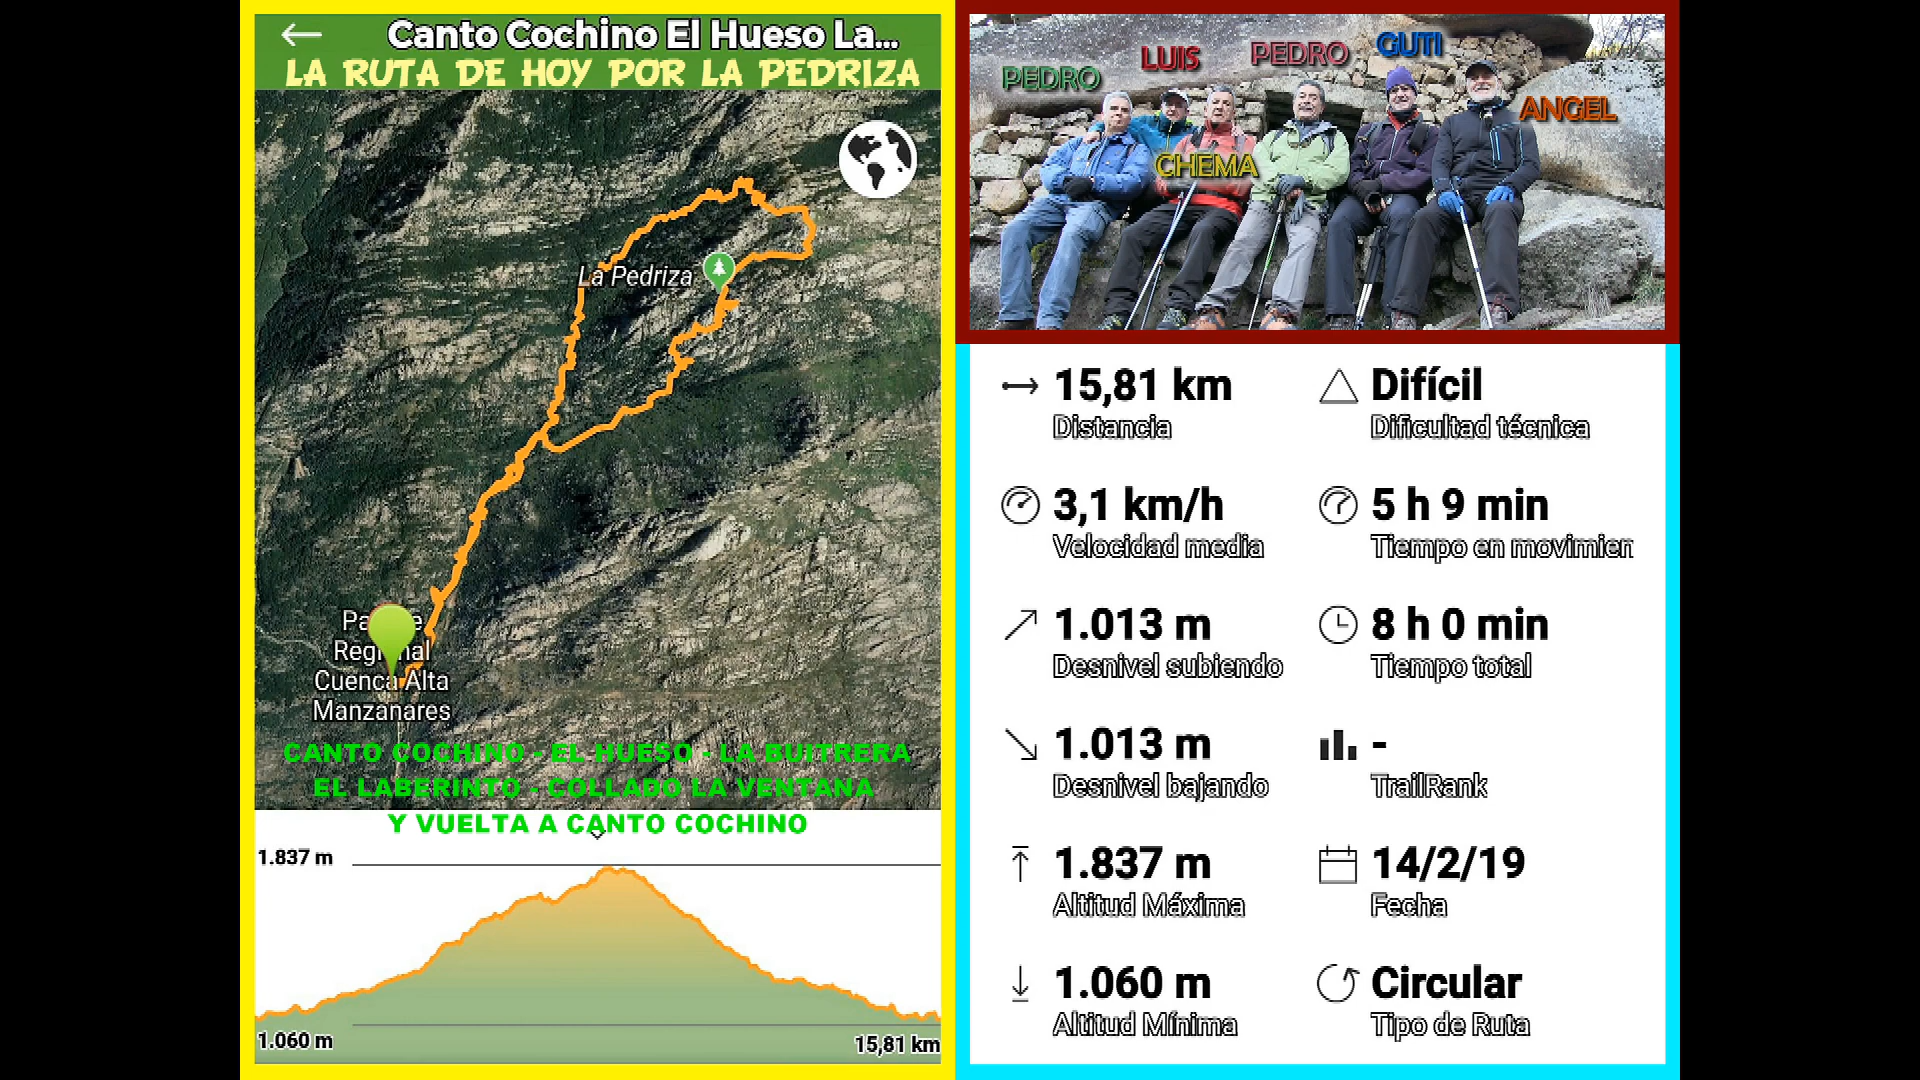 Canto Cochino El Hueso La...
LA RUTA DE HOY POR LA PEDRIZA
La Pedriza
Regional
Cuenca Alta
Manzanares
CANTO COCHINO - EL HUESO - LA BUITRERA
EL LABERINTO - COLLADO LA VENTANA
Y VUELTA A CANTO COCHINO
1.837 m
1.060 m
15,81 km
PEDRO
LUIS
PEDRO
GUTI
ANGEL
CHEMA
15,81 km
Distancia
Difícil
Dificultad técnica
3,1 km/h
Velocidad media
5 h 9 min
Tiempo en movimien
1.013 m
Desnivel subiendo
8 h 0 min
Tiempo total
1.013 m
Desnivel bajando
-
TrailRank
1.837 m
Altitud Máxima
14/2/19
Fecha
1.060 m
Altitud Mínima
Circular
Tipo de Ruta